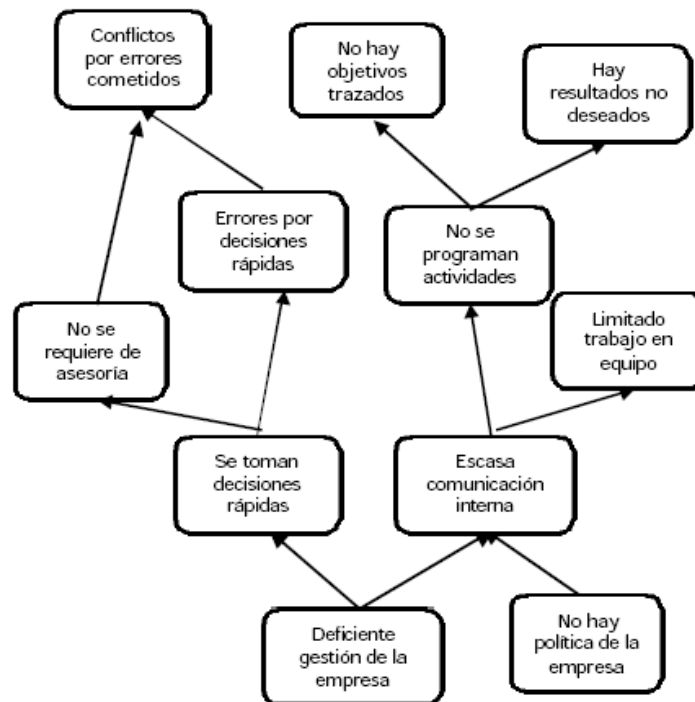 Conflictos
por errores
cometidos
No hay
objetivos
trazados
Hay
resultados no
deseados
Errores por
decisiones
rápidas
No se
programan
actividades
No se
requiere de
asesoría
Limitado
trabajo en
equipo
Se toman
decisiones
rápidas
Escasa
comunicación
interna
Deficiente
gestión de la
empresa
No hay
política de la
empresa